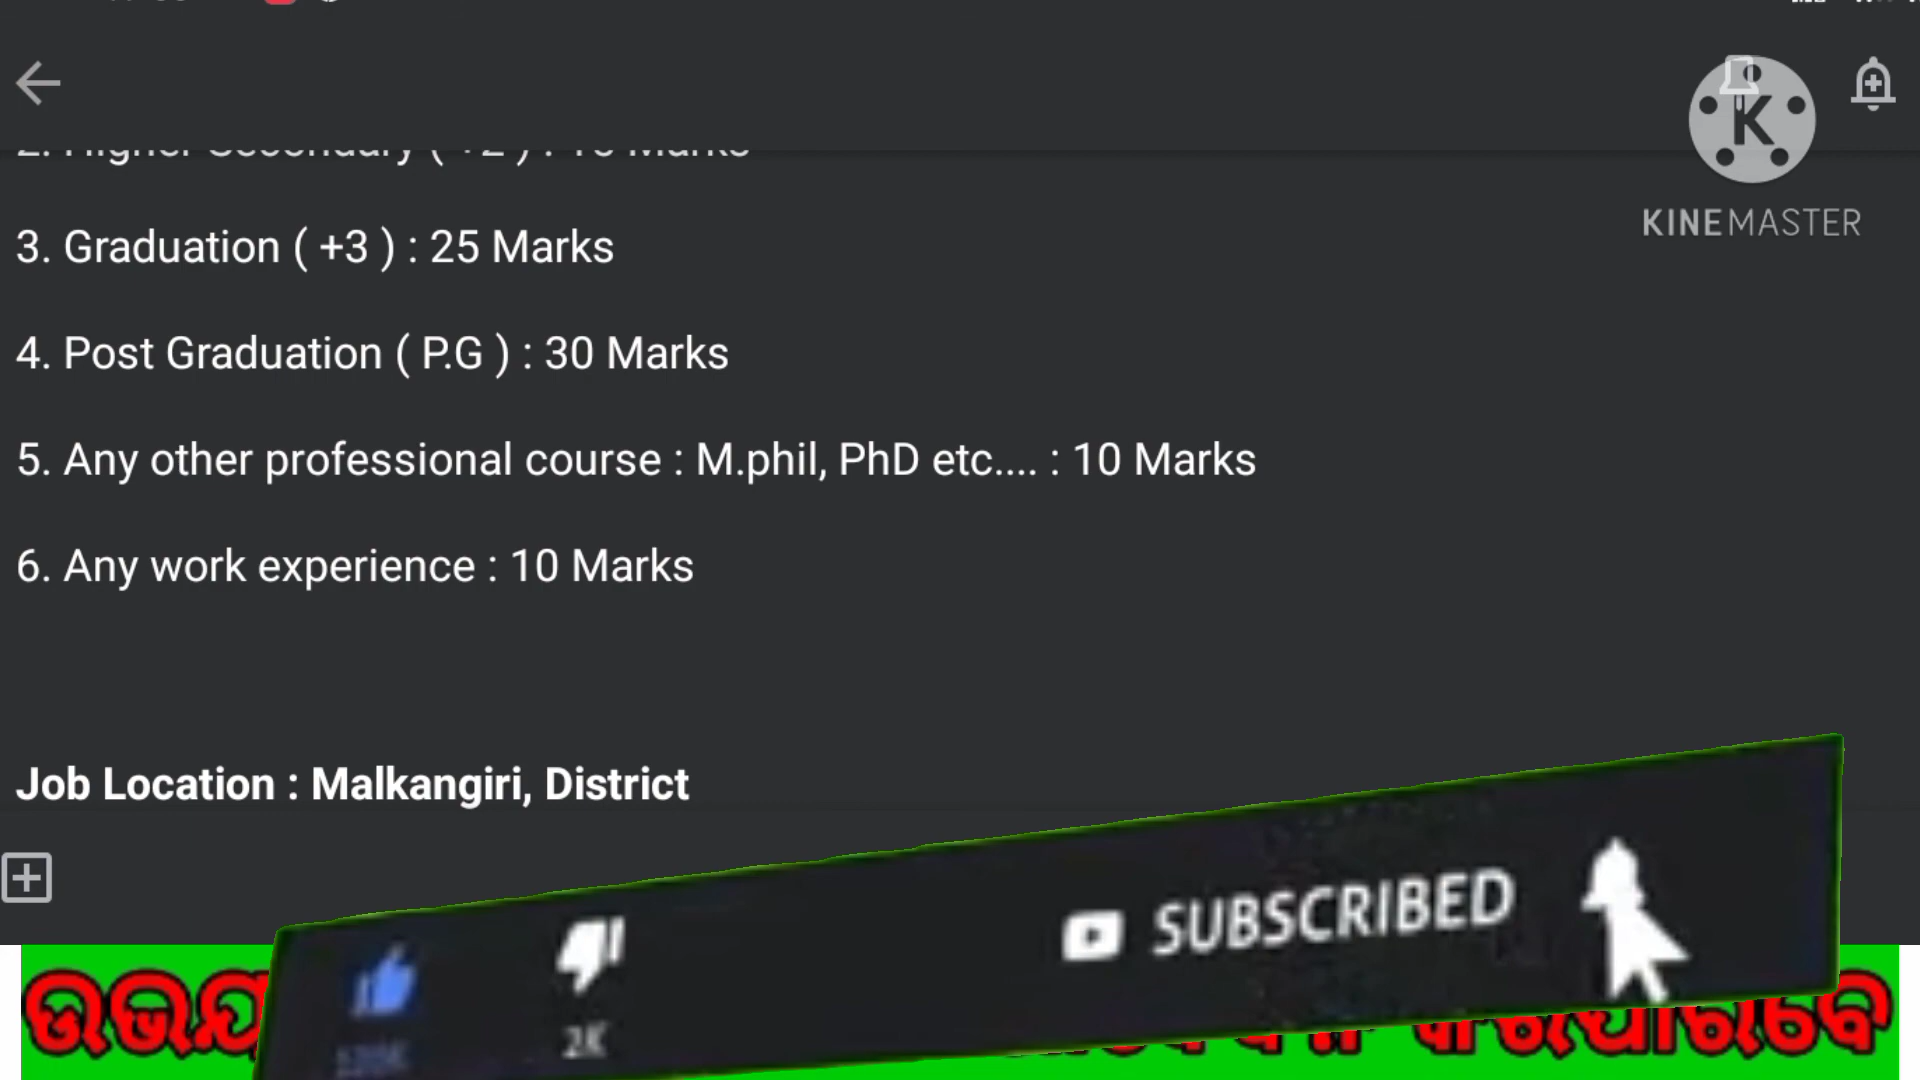 KINEMASTER
3. Graduation ( +3 ) : 25 Marks
4. Post Graduation ( P.G ) : 30 Marks
5. Any other professional course : M.phil, PhD etc.... : 10 Marks
6. Any work experience : 10 Marks
Job Location : Malkangiri, District
SUBSCRIBED
2K